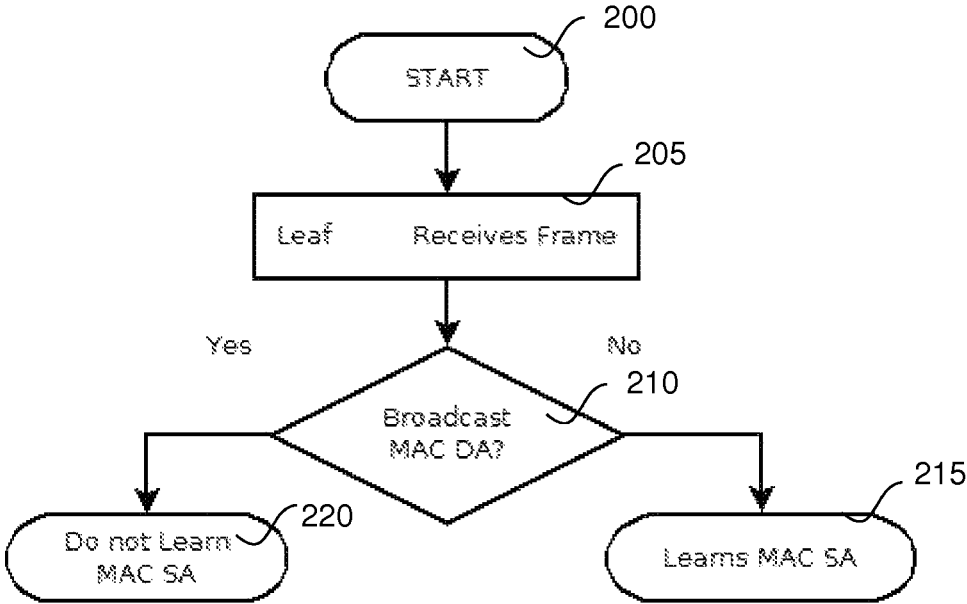 200
START
205
Leaf Receives Frame
Yes
No
210
Broadcast
MAC DA?
215
220
Do not Learn
MAC SA
Learns MAC SA